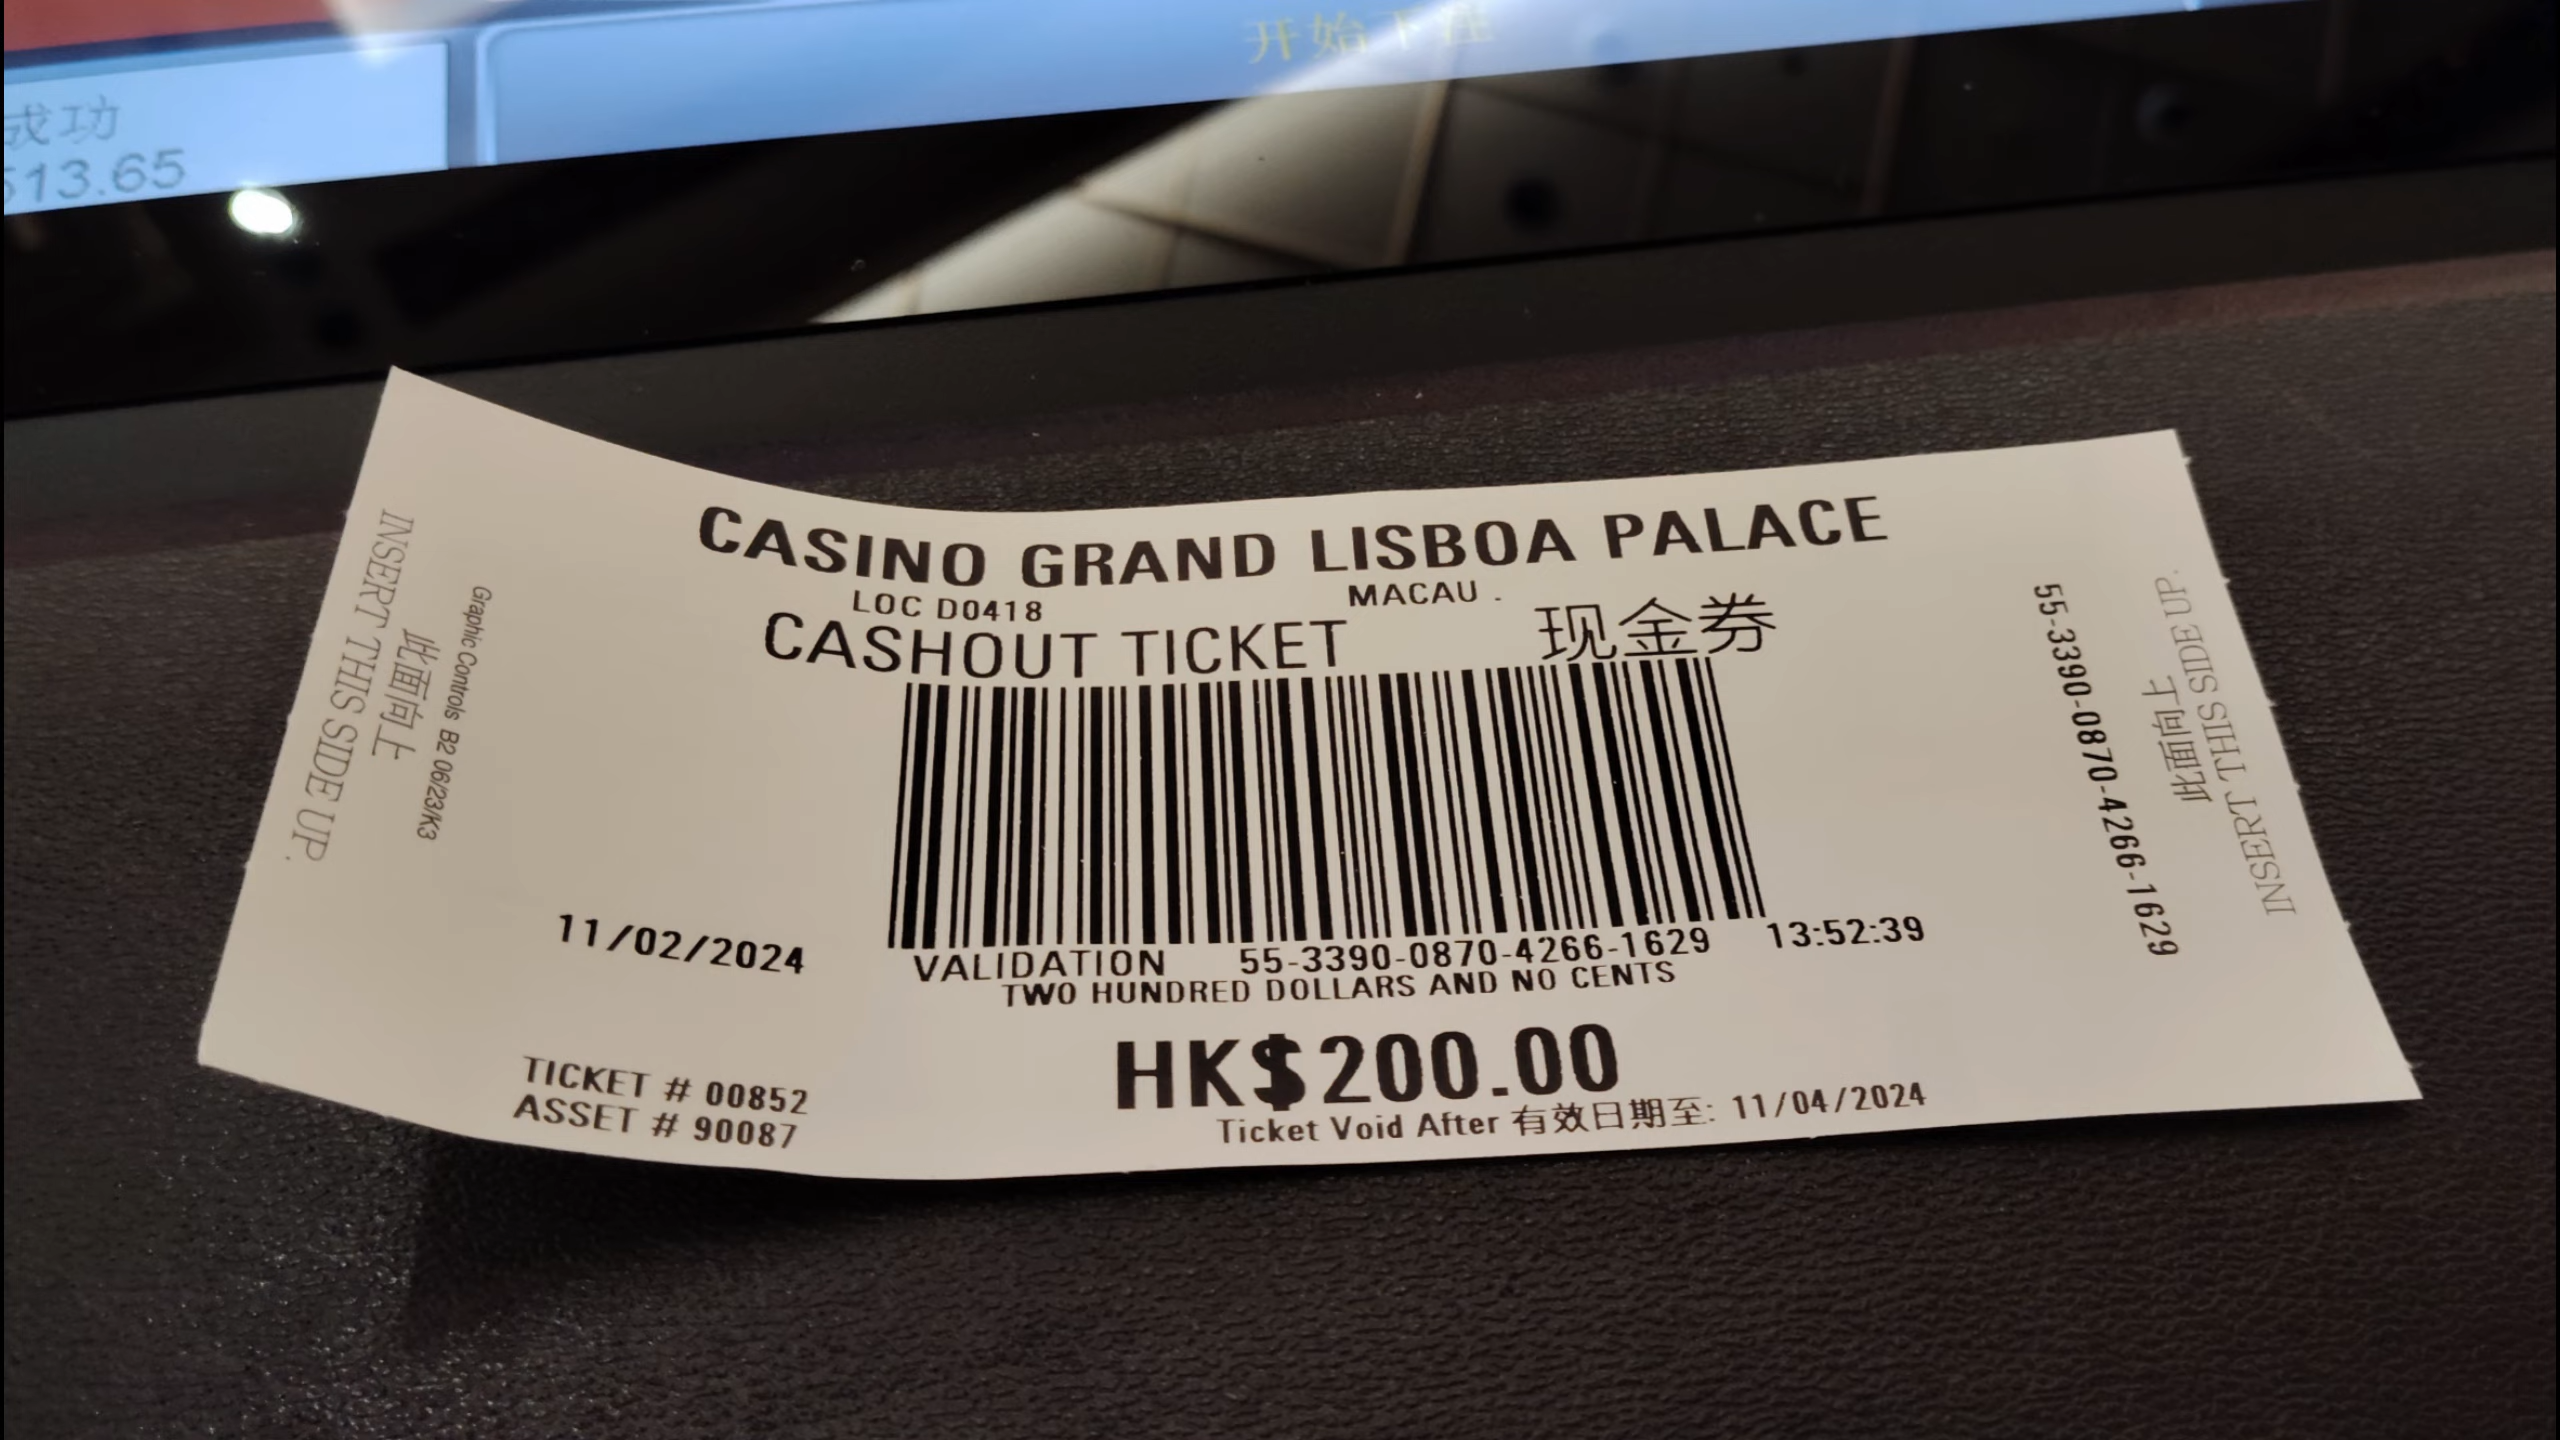 开始下注
成功
513.65
CASINO GRAND LISBOA PALACE
LOC D0418 MACAU .
CASHOUT TICKET 现金券
INSERT THIS SIDE UP.
此面向上
Graphic Controls B2 06/23/K3
11/02/2024
VALIDATION 55-3390-0870-4266-1629 13:52:39
TWO HUNDRED DOLLARS AND NO CENTS
HK$200.00
TICKET # 00852
ASSET # 90087
Ticket Void After 有效日期至: 11/04/2024
55-3390-0870-4266-1629
此面向上
INSERT THIS SIDE UP.